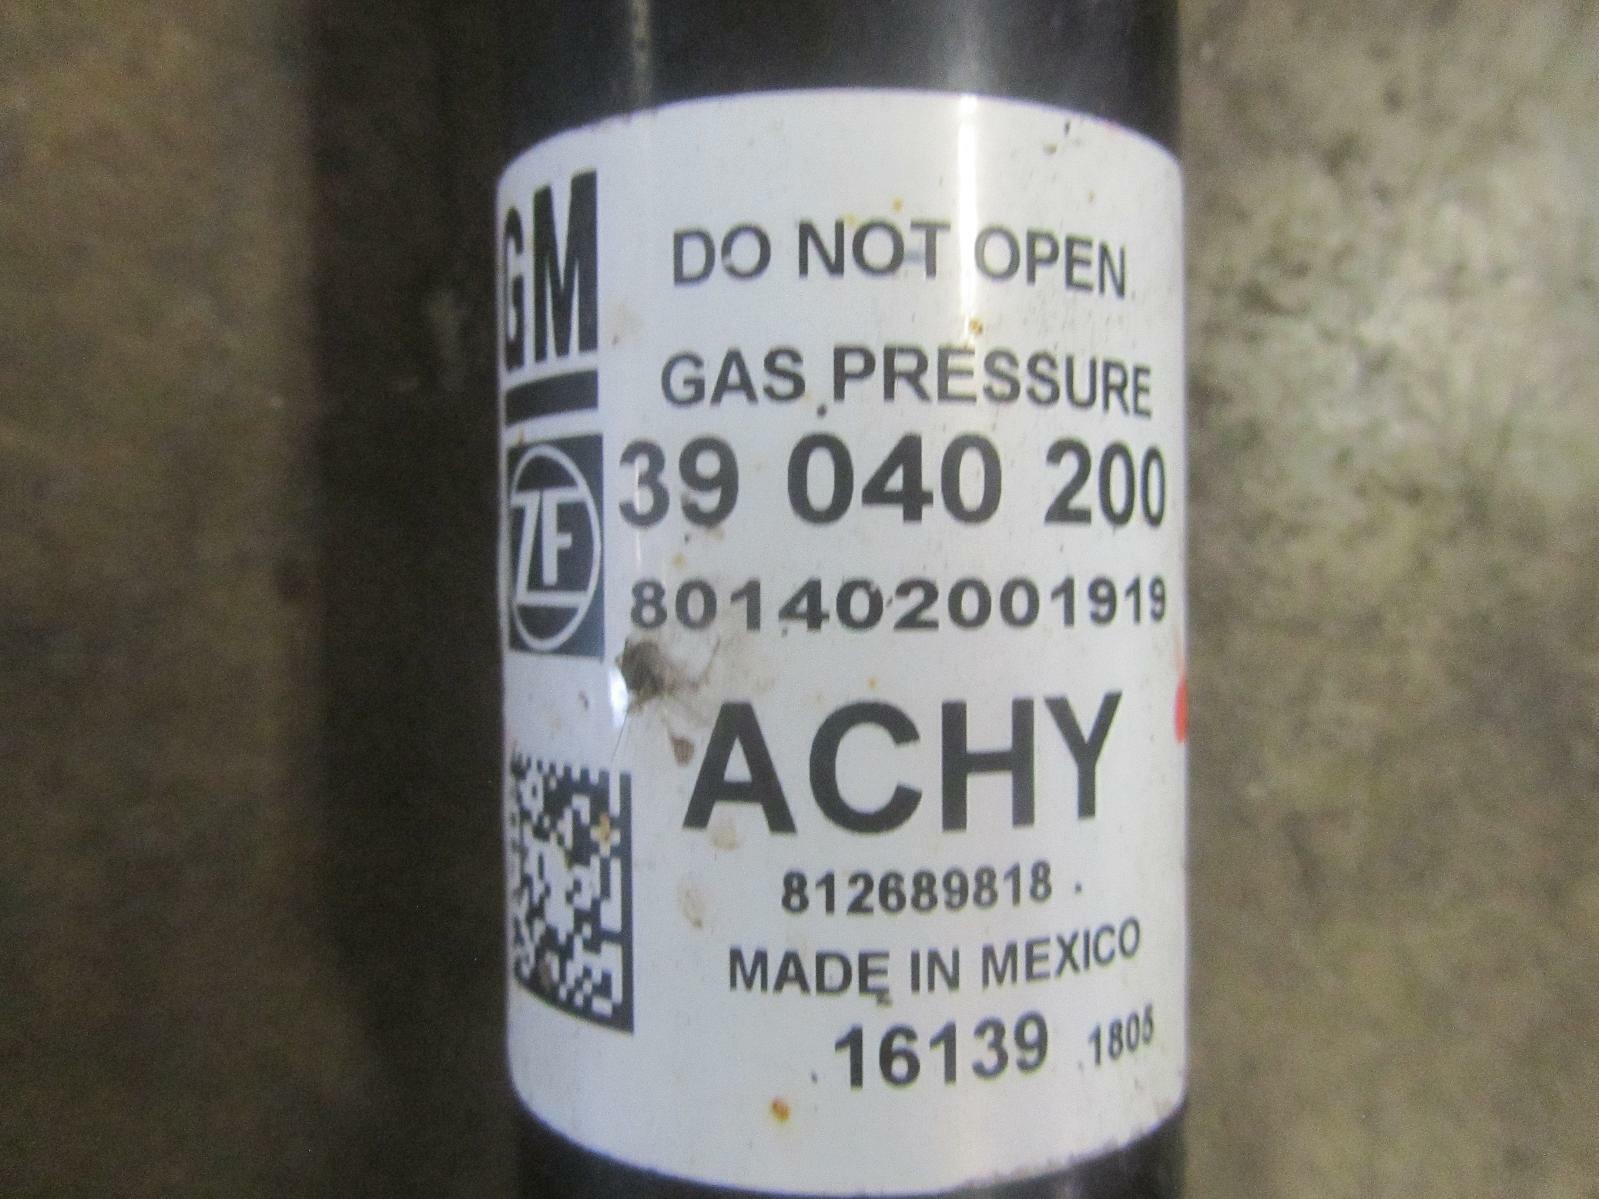 GM
DO NOT OPEN
GAS PRESSURE
ZF
39 040 200
801402001919
ACHY
812689818
MADE IN MEXICO
16139 1805